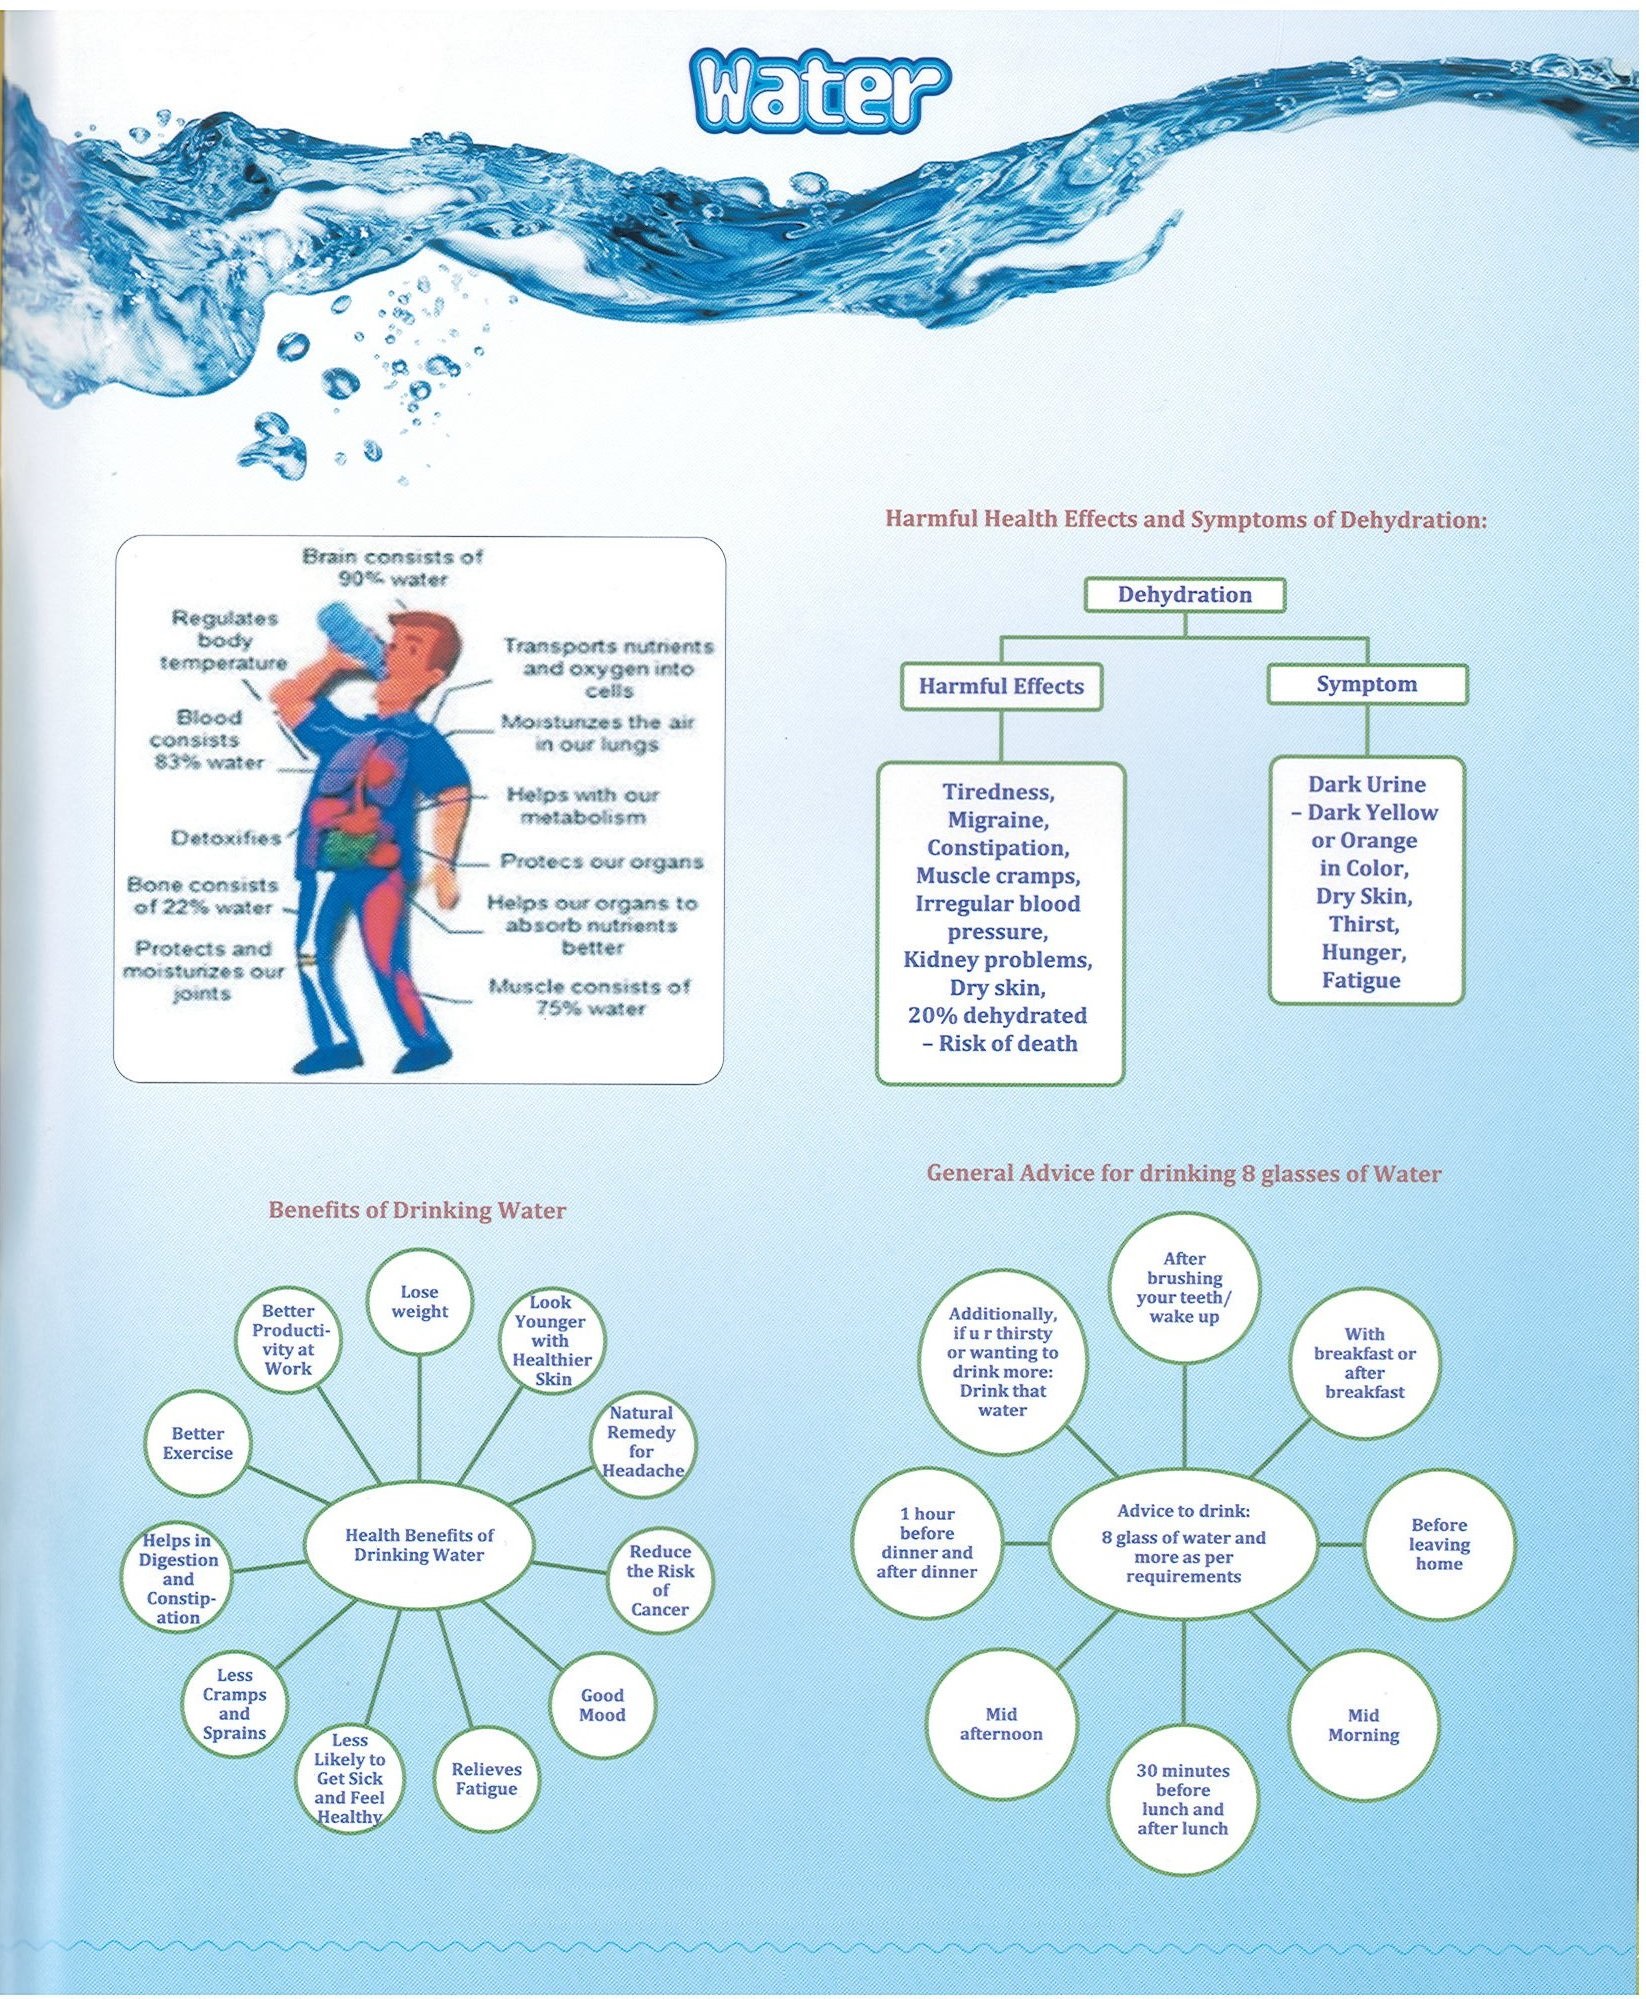 Water
Brain consists of
90% water
Regulates
body
temperature
Blood
consists
83% water
Detoxifies
Bone consists
of 22% water
Protects and
moisturizes our
joints
Transports nutrients
and oxygen into
cells
Moisturizes the air
in our lungs
Helps with our
metabolism
Protecs our organs
Helps our organs to
absorb nutrients
better
Muscle consists of
75% water
Harmful Health Effects and Symptoms of Dehydration:
Dehydration
Harmful Effects
Symptom
Tiredness,
Migraine,
Constipation,
Muscle cramps,
Irregular blood
pressure,
Kidney problems,
Dry skin,
20% dehydrated
– Risk of death
Dark Urine
– Dark Yellow
or Orange
in Color,
Dry Skin,
Thirst,
Hunger,
Fatigue
Benefits of Drinking Water
Lose
weight
Look
Younger
with
Healthier
Skin
Natural
Remedy
for
Headache
Reduce
the Risk
of
Cancer
Good
Mood
Relieves
Fatigue
Less
Likely to
Get Sick
and Feel
Healthy
Less
Cramps
and
Sprains
Helps in
Digestion
and
Constip-
ation
Better
Exercise
Better
Producti-
vity at
Work
Health Benefits of
Drinking Water
General Advice for drinking 8 glasses of Water
After
brushing
your teeth/
wake up
With
breakfast or
after
breakfast
Before
leaving
home
Mid
Morning
30 minutes
before
lunch and
after lunch
Mid
afternoon
1 hour
before
dinner and
after dinner
Additionally,
if u r thirsty
or wanting to
drink more:
Drink that
water
Advice to drink:
8 glass of water and
more as per
requirements